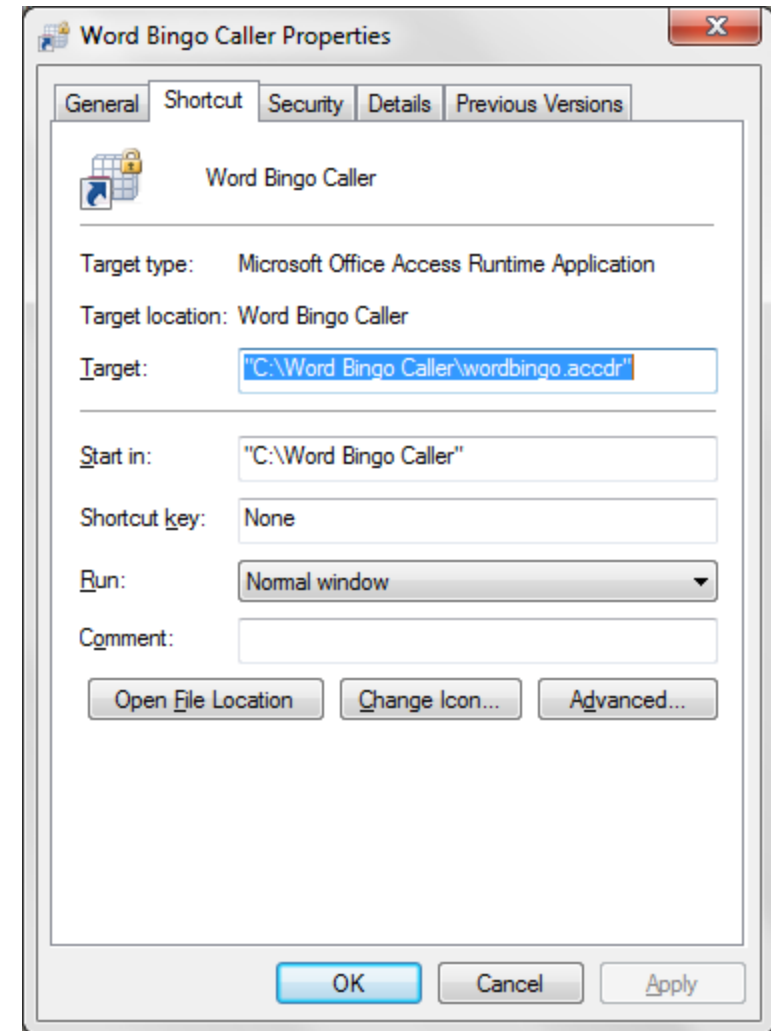 Word Bingo Caller Properties
General Shortcut Security Details Previous Versions
Word Bingo Caller
Target type: Microsoft Office Access Runtime Application
Target location: Word Bingo Caller
Target: "C:\Word Bingo Caller\wordbingo.accdr"
Start in: "C:\Word Bingo Caller"
Shortcut key: None
Run: Normal window
Comment:
Open File Location Change Icon... Advanced...
OK Cancel Apply